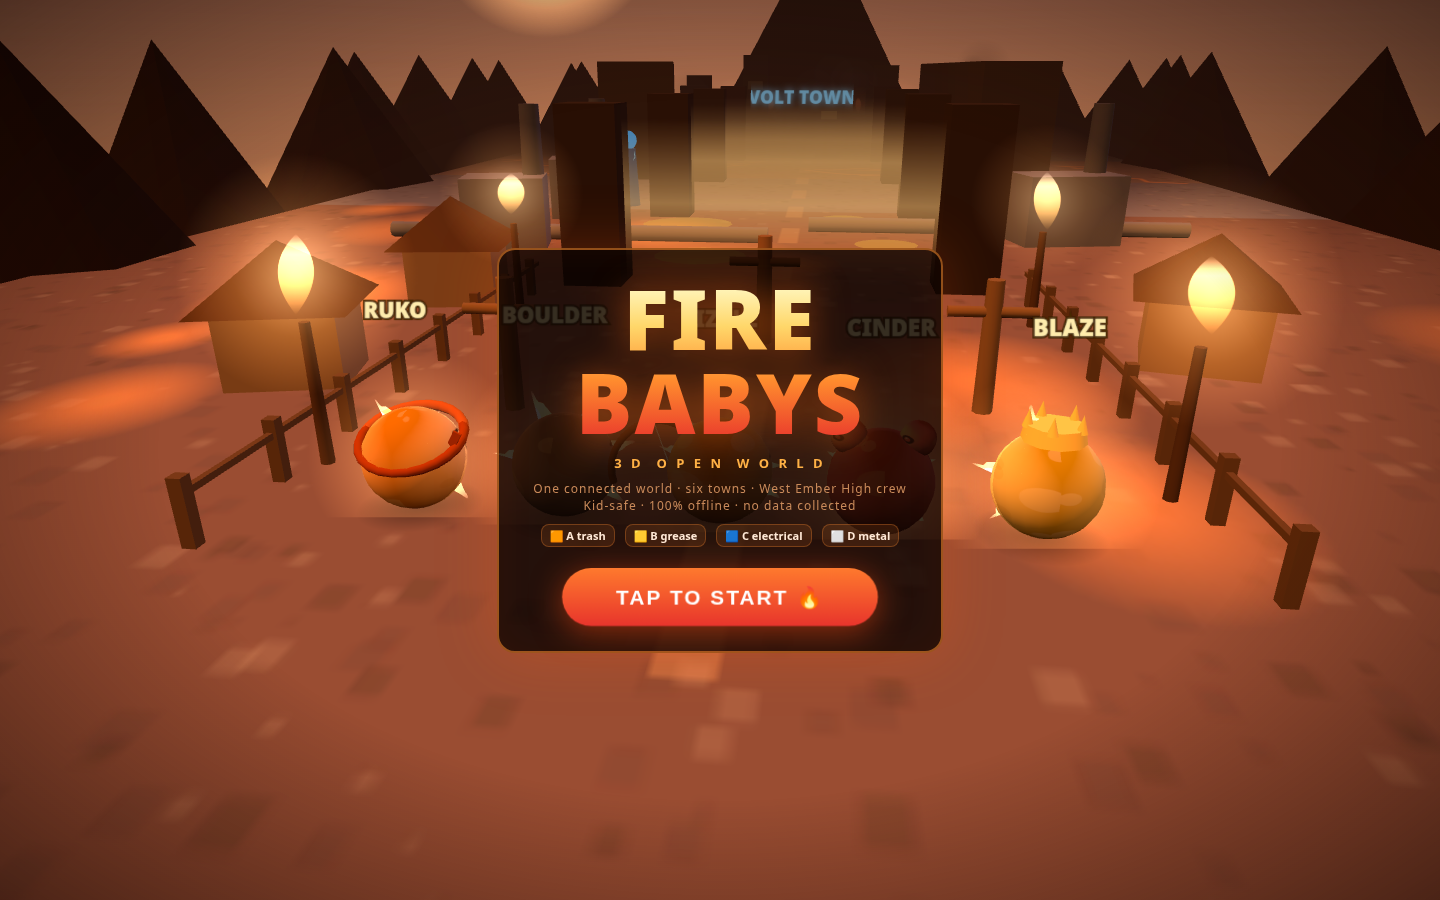 VOLT TOWN
RUKO
BOULDER
CINDER
BLAZE
FIRE
BABYS
3D OPEN WORLD
One connected world · six towns · West Ember High crew
Kid-safe · 100% offline · no data collected
🟧 A trash 🟨 B grease 🟦 C electrical ⬜ D metal
TAP TO START 🔥